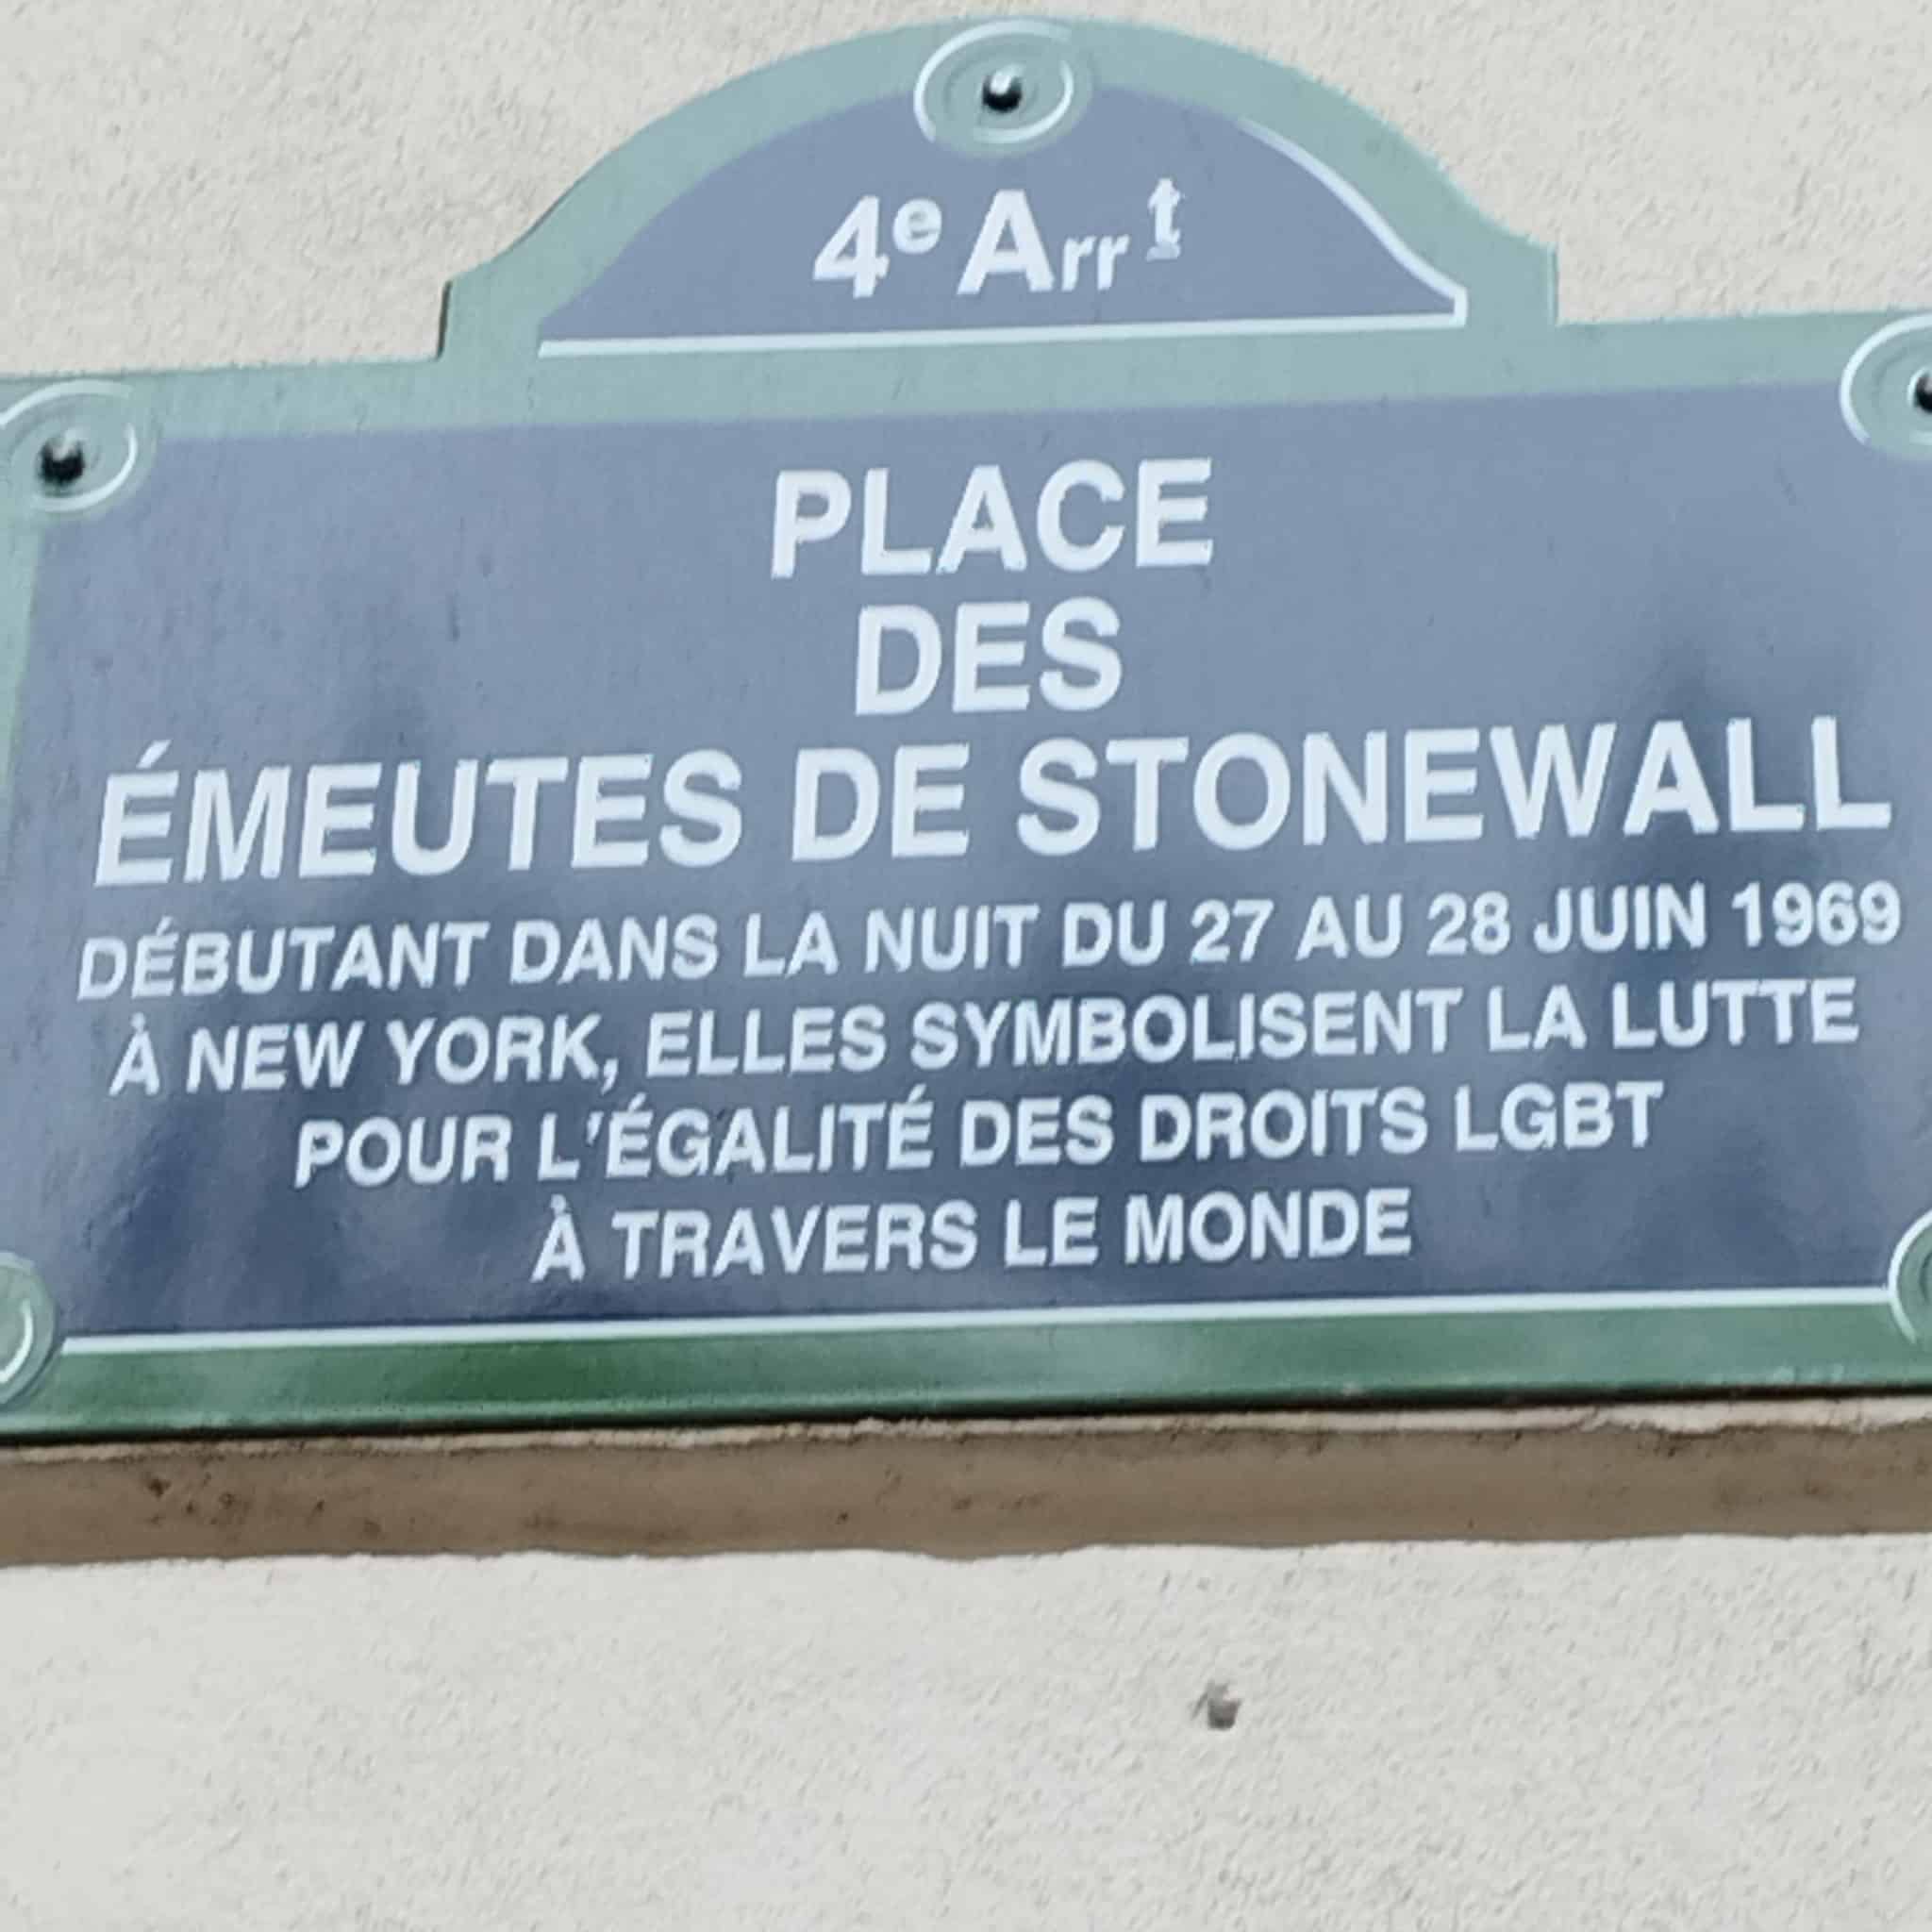 4e Arrt
PLACE
DES
ÉMEUTES DE STONEWALL
DÉBUTANT DANS LA NUIT DU 27 AU 28 JUIN 1969
À NEW YORK, ELLES SYMBOLISENT LA LUTTE
POUR L'ÉGALITÉ DES DROITS LGBT
À TRAVERS LE MONDE